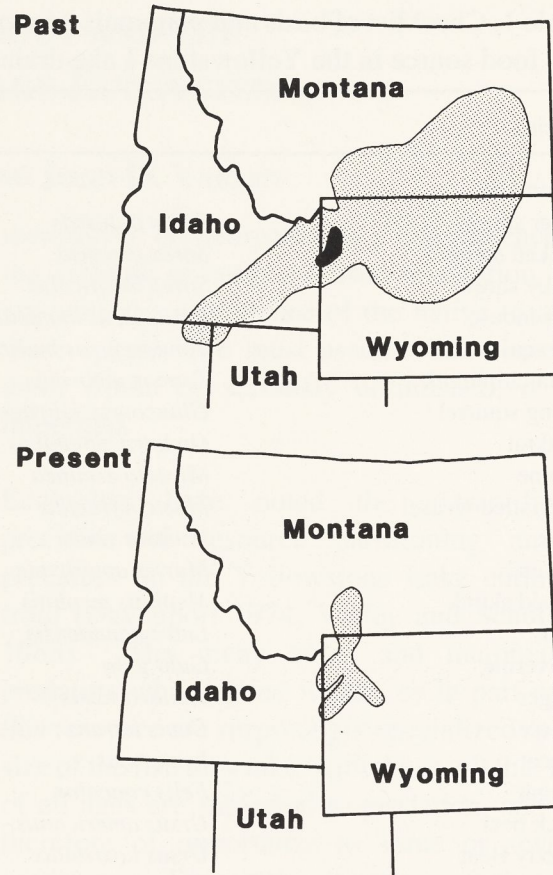 Past
Montana
Idaho
Wyoming
Utah
Present
Montana
Idaho
Wyoming
Utah